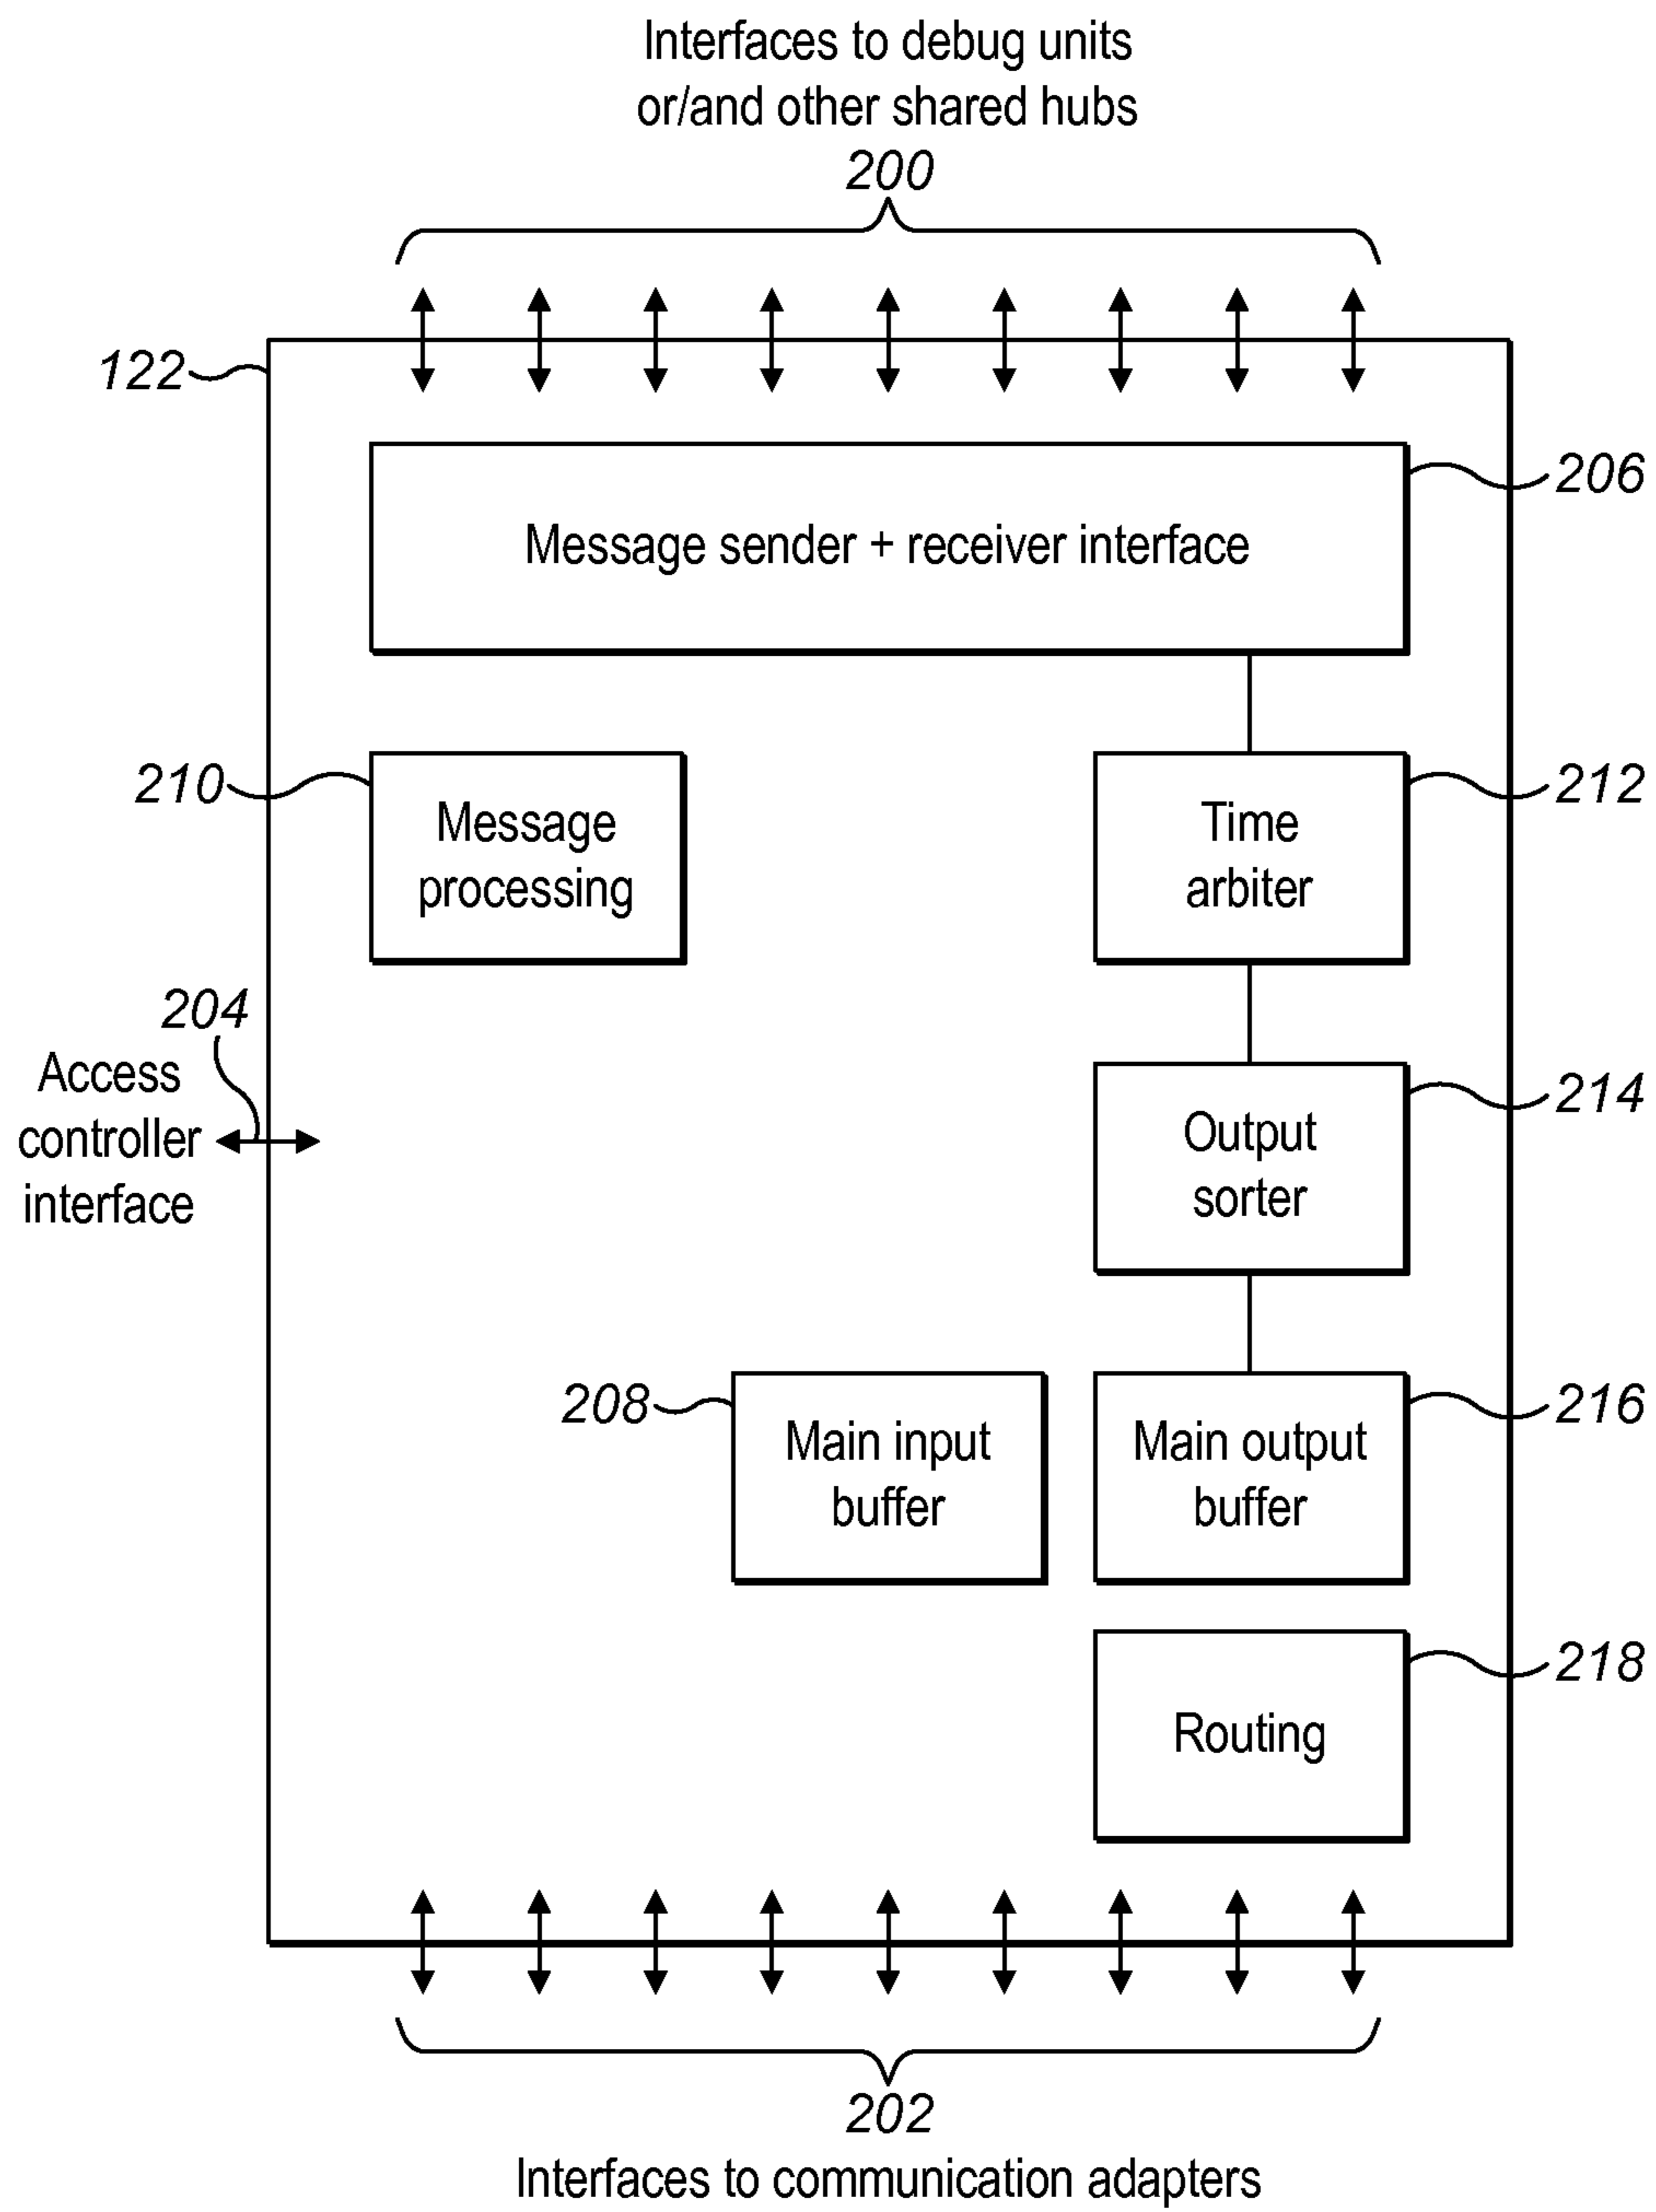 Interfaces to debug units
or/and other shared hubs
200
122
206
Message sender + receiver interface
210
Message
processing
212
Time
arbiter
204
Access
controller
interface
214
Output
sorter
208
Main input
buffer
216
Main output
buffer
218
Routing
202
Interfaces to communication adapters